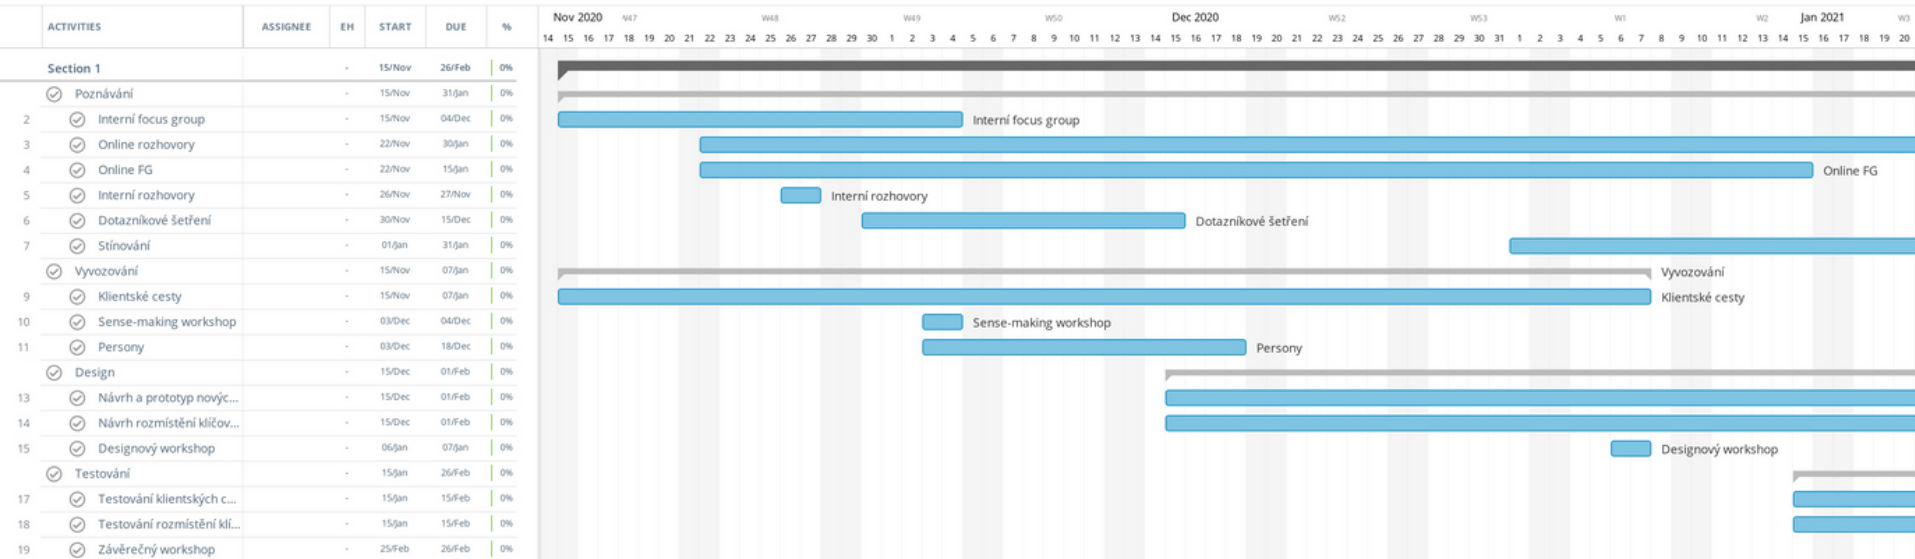 Nov 2020 W47 W48 W49 W50 Dec 2020 W52 W53 W1 W2 Jan 2021 W3
ACTIVITIES ASSIGNEE EH START DUE %
14 15 16 17 18 19 20 21 22 23 24 25 26 27 28 29 30 1 2 3 4 5 6 7 8 9 10 11 12 13 14 15 16 17 18 19 20 21 22 23 24 25 26 27 28 29 30 31 1 2 3 4 5 6 7 8 9 10 11 12 13 14 15 16 17 18 19 20
Section 1 - 15/Nov 26/Feb 0%
Poznávání - 15/Nov 31/Jan 0%
2 Interní focus group - 15/Nov 04/Dec 0% Interní focus group
3 Online rozhovory - 22/Nov 30/Jan 0%
4 Online FG - 22/Nov 15/Jan 0% Online FG
5 Interní rozhovory - 26/Nov 27/Nov 0% Interní rozhovory
6 Dotazníkové šetření - 30/Nov 15/Dec 0% Dotazníkové šetření
7 Stínování - 01/Jan 31/Jan 0%
Vyvozování - 15/Nov 07/Jan 0% Vyvozování
9 Klientské cesty - 15/Nov 07/Jan 0% Klientské cesty
10 Sense-making workshop - 03/Dec 04/Dec 0% Sense-making workshop
11 Persony - 03/Dec 18/Dec 0% Persony
Design - 15/Dec 01/Feb 0%
13 Návrh a prototyp novýc... - 15/Dec 01/Feb 0%
14 Návrh rozmístění klíčov... - 15/Dec 01/Feb 0%
15 Designový workshop - 06/Jan 07/Jan 0% Designový workshop
Testování - 15/Jan 26/Feb 0%
17 Testování klientských c... - 15/Jan 15/Feb 0%
18 Testování rozmístění klí... - 15/Jan 15/Feb 0%
19 Závěrečný workshop - 25/Feb 26/Feb 0%